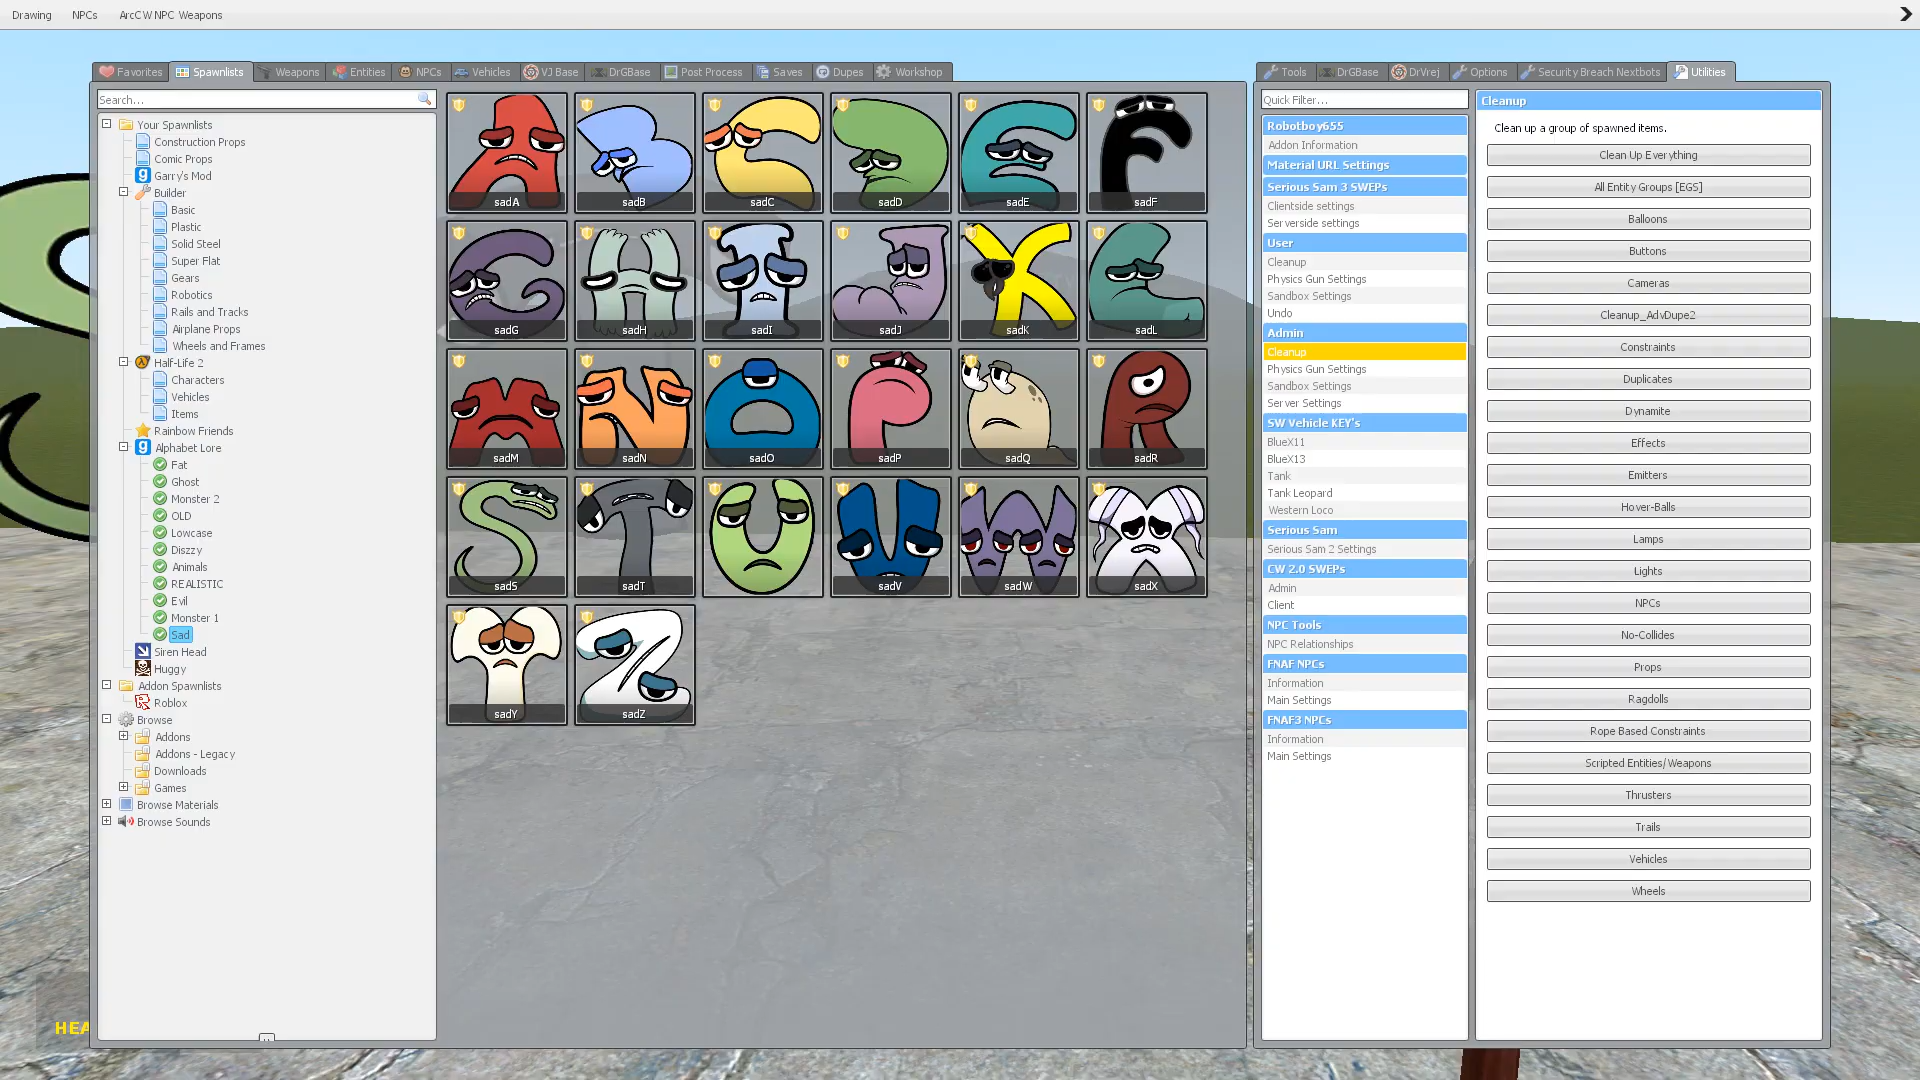 Drawing NPCs ArcCW NPC Weapons
Favorites Spawnlists Weapons Entities NPCs Vehicles VJ Base DrGBase Post Process Saves Dupes Workshop
Search...
Your Spawnlists
Construction Props
Comic Props
Garry's Mod
Builder
Basic
Plastic
Solid Steel
Super Flat
Gears
Robotics
Rails and Tracks
Airplane Props
Wheels and Frames
Half-Life 2
Characters
Vehicles
Items
Rainbow Friends
Alphabet Lore
Fat
Ghost
Monster 2
OLD
Lowcase
Diszzy
Animals
REALISTIC
Evil
Monster 1
Sad
Siren Head
Huggy
Addon Spawnlists
Roblox
Browse
Addons
Addons - Legacy
Downloads
Games
Browse Materials
Browse Sounds
HEA
sadA sadB sadC sadD sadE sadF
sadG sadH sadI sadJ sadK sadL
sadM sadN sadO sadP sadQ sadR
sadS sadT sadV sadW sadX
sadY sadZ
Tools DrGBase DrVrej Options Security Breach Nextbots Utilities
Quick Filter...
Robotboy655
Addon Information
Material URL Settings
Serious Sam 3 SWEPs
Clientside settings
Serverside settings
User
Cleanup
Physics Gun Settings
Sandbox Settings
Undo
Admin
Cleanup
Physics Gun Settings
Sandbox Settings
Server Settings
SW Vehicle KEY's
BlueX11
BlueX13
Tank
Tank Leopard
Western Loco
Serious Sam
Serious Sam 2 Settings
CW 2.0 SWEPs
Admin
Client
NPC Tools
NPC Relationships
FNAF NPCs
Information
Main Settings
FNAF3 NPCs
Information
Main Settings
Cleanup
Clean up a group of spawned items.
Clean Up Everything
All Entity Groups [EGS]
Balloons
Buttons
Cameras
Cleanup_AdvDupe2
Constraints
Duplicates
Dynamite
Effects
Emitters
Hover-Balls
Lamps
Lights
NPCs
No-Collides
Props
Ragdolls
Rope Based Constraints
Scripted Entities/Weapons
Thrusters
Trails
Vehicles
Wheels